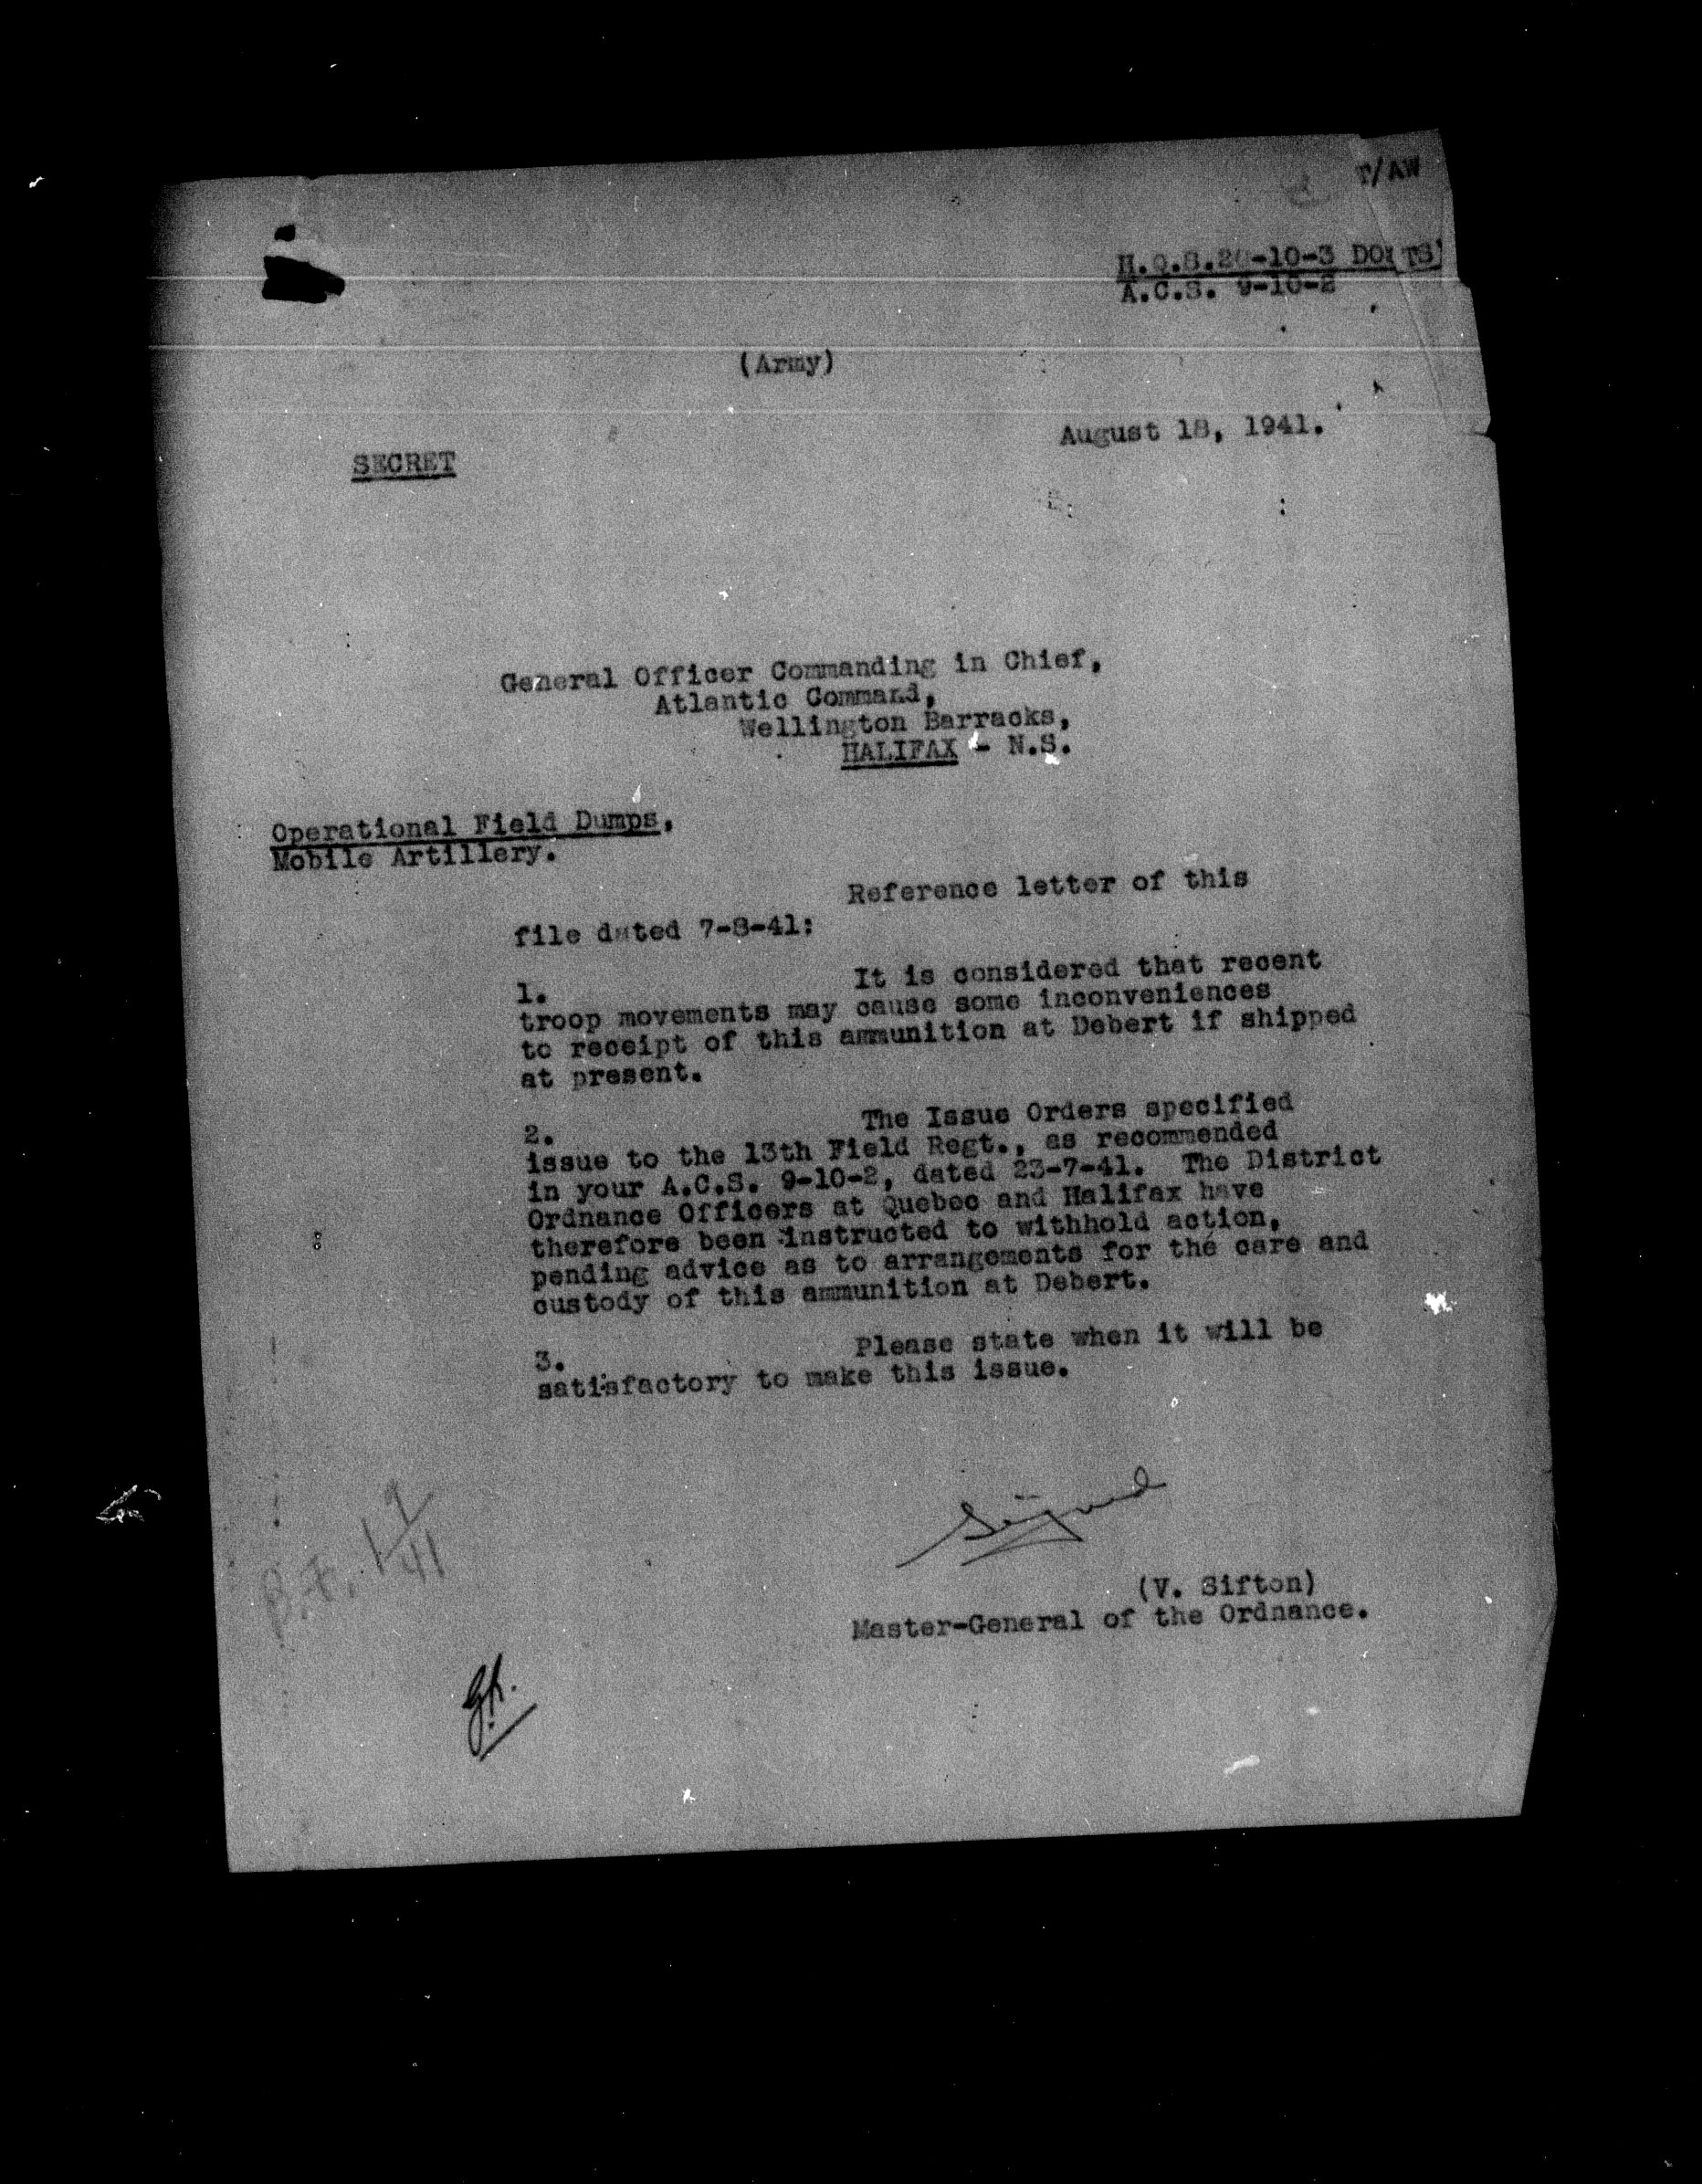 T/AW
H.Q.S.20-10-3 DO(TS)
A.C.S. 9-10-2
(Army)
August 18, 1941.
SECRET
General Officer Commanding in Chief,
Atlantic Command,
Wellington Barracks,
HALIFAX - N.S.
Operational Field Dumps,
Mobile Artillery.
Reference letter of this
file dated 7-8-41:
1. It is considered that recent
troop movements may cause some inconveniences
to receipt of this ammunition at Debert if shipped
at present.
2. The Issue Orders specified
issue to the 13th Field Regt., as recommended
in your A.C.S. 9-10-2, dated 23-7-41. The District
Ordnance Officers at Quebec and Halifax have
therefore been instructed to withhold action,
pending advice as to arrangements for the care and
custody of this ammunition at Debert.
3. Please state when it will be
satisfactory to make this issue.
Signed
B.F. 1 9/41
(V. Sifton)
Master-General of the Ordnance.